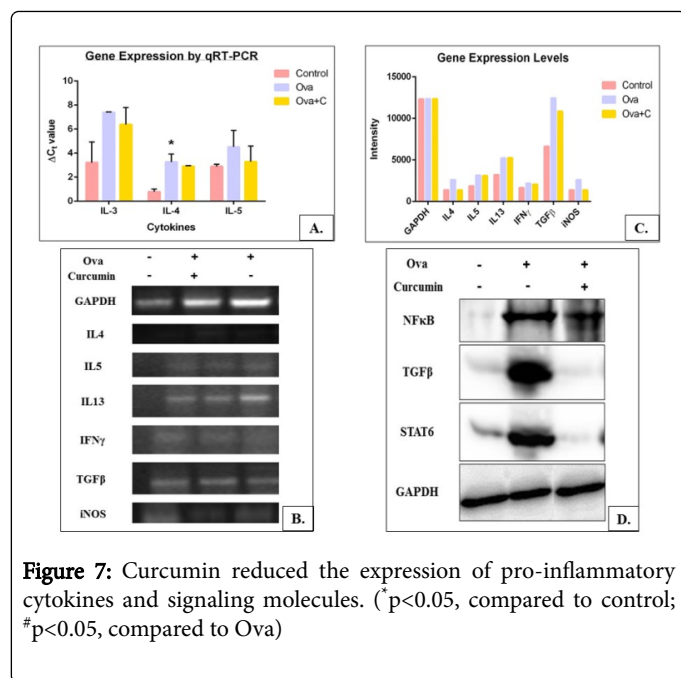 Gene Expression by qRT-PCR
Control
Ova
Ova+C
ΔCt value
8
6
4
2
0
*
IL-3 IL-4 IL-5
Cytokines
A.
Gene Expression Levels
Control
Ova
Ova+C
Intensity
15000
10000
5000
0
GAPDH IL4 IL5 IL13 IFNγ TGFβ iNOS
C.
Ova - + +
Curcumin - + -
GAPDH
IL4
IL5
IL13
IFNγ
TGFβ
iNOS
B.
Ova - + +
Curcumin - - +
NFκB
TGFβ
STAT6
GAPDH
D.
Figure 7: Curcumin reduced the expression of pro-inflammatory
cytokines and signaling molecules. (*p<0.05, compared to control;
#p<0.05, compared to Ova)